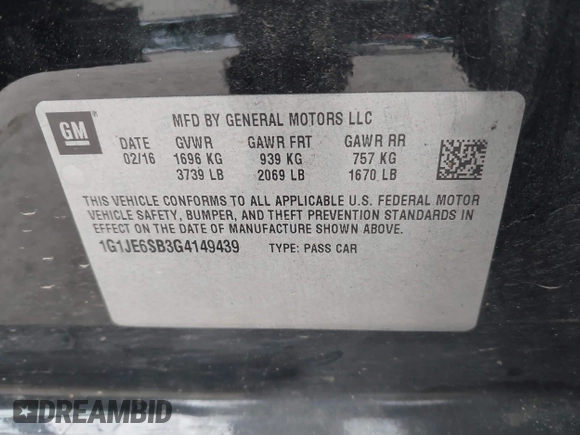 GM
MFD BY GENERAL MOTORS LLC
DATE GVWR GAWR FRT GAWR RR
02/16 1696 KG 939 KG 757 KG
3739 LB 2069 LB 1670 LB
THIS VEHICLE CONFORMS TO ALL APPLICABLE U.S. FEDERAL MOTOR
VEHICLE SAFETY, BUMPER, AND THEFT PREVENTION STANDARDS IN
EFFECT ON THE DATE OF MANUFACTURE SHOWN ABOVE.
1G1JE6SB3G4149439 TYPE: PASS CAR
DREAMBID